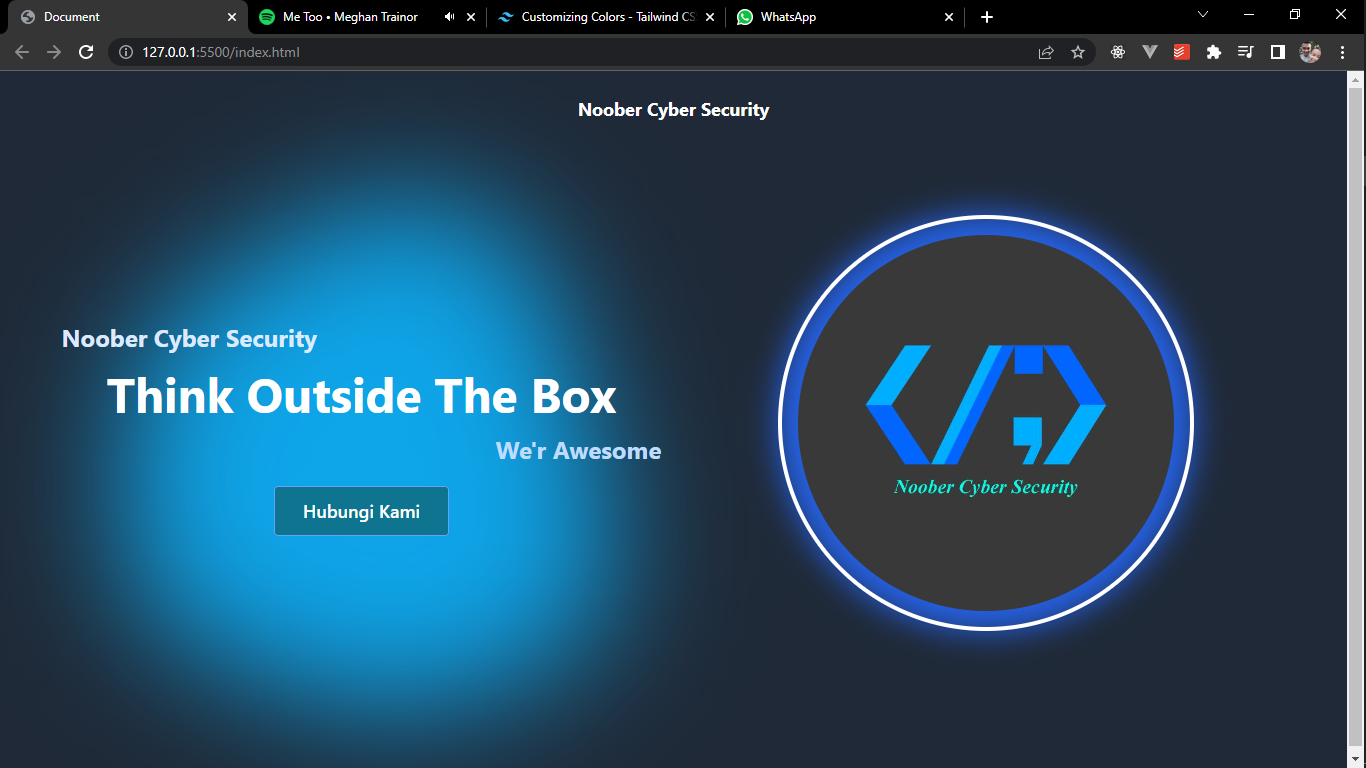 Document
Me Too • Meghan Trainor
Customizing Colors - Tailwind CS
WhatsApp
127.0.0.1:5500/index.html
Noober Cyber Security
Noober Cyber Security
Think Outside The Box
We'r Awesome
Hubungi Kami
Noober Cyber Security